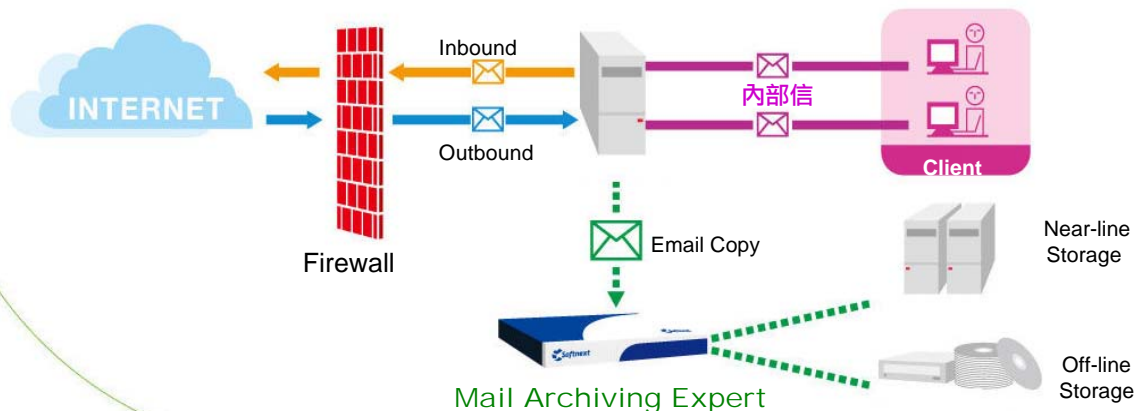 Inbound
INTERNET
內部信
Outbound
Client
Firewall
Email Copy
Near-line
Storage
Softnext
Off-line
Storage
Mail Archiving Expert